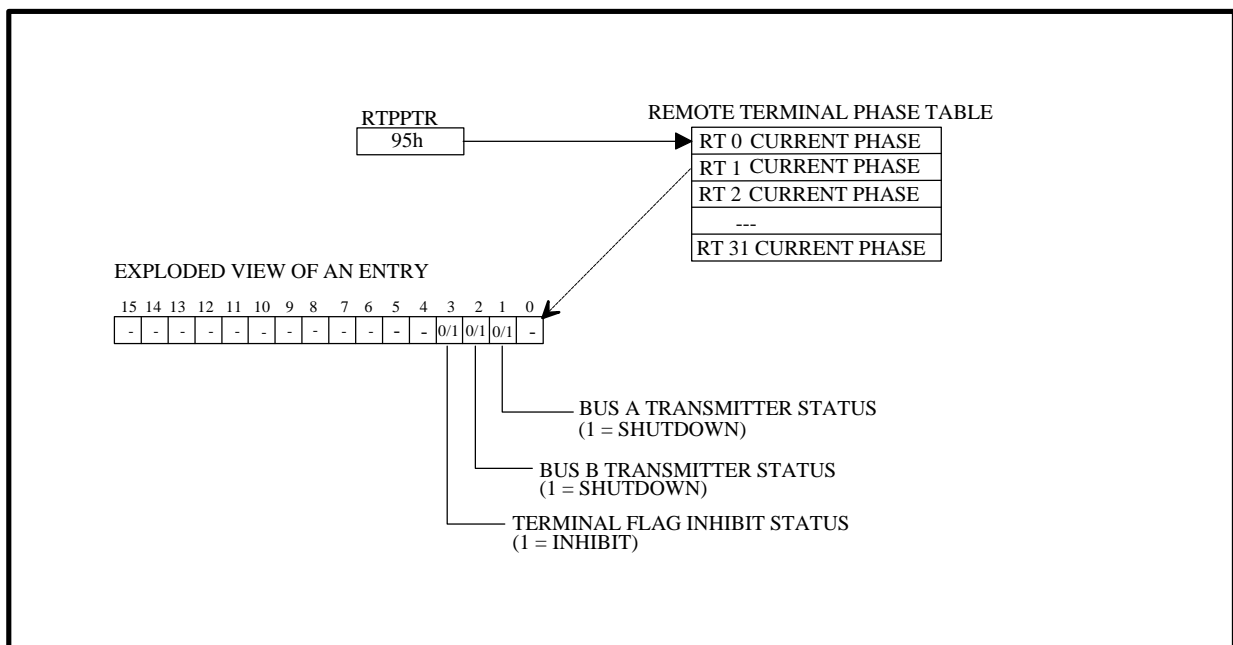 RTPPTR
95h
REMOTE TERMINAL PHASE TABLE
RT 0 CURRENT PHASE
RT 1 CURRENT PHASE
RT 2 CURRENT PHASE
---
RT 31 CURRENT PHASE
EXPLODED VIEW OF AN ENTRY
15 14 13 12 11 10 9 8 7 6 5 4 3 2 1 0
- - - - - - - - - - - - 0/1 0/1 0/1 -
BUS A TRANSMITTER STATUS
(1 = SHUTDOWN)
BUS B TRANSMITTER STATUS
(1 = SHUTDOWN)
TERMINAL FLAG INHIBIT STATUS
(1 = INHIBIT)